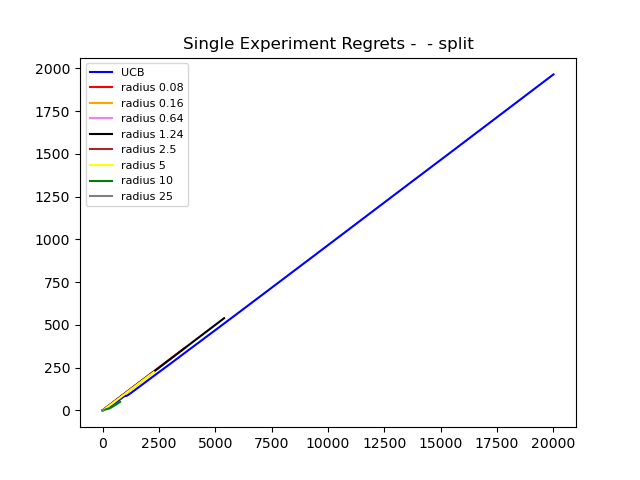 Single Experiment Regrets -  - split
UCB
radius 0.08
radius 0.16
radius 0.64
radius 1.24
radius 2.5
radius 5
radius 10
radius 25
2000
1750
1500
1250
1000
750
500
250
0
0 2500 5000 7500 10000 12500 15000 17500 20000